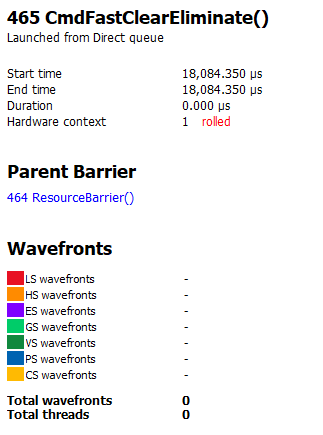 465 CmdFastClearEliminate()
Launched from Direct queue
Start time 18,084.350 µs
End time 18,084.350 µs
Duration 0.000 µs
Hardware context 1 rolled
Parent Barrier
464 ResourceBarrier()
Wavefronts
LS wavefronts -
HS wavefronts -
ES wavefronts -
GS wavefronts -
VS wavefronts -
PS wavefronts -
CS wavefronts -
Total wavefronts 0
Total threads 0